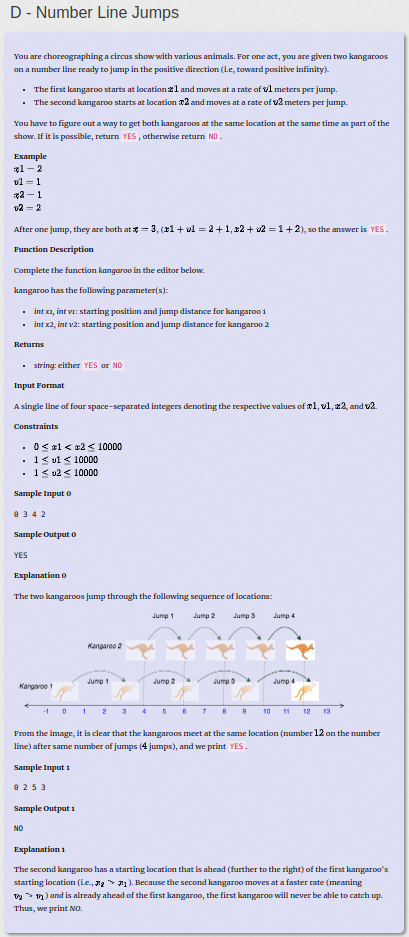 D - Number Line Jumps
You are choreographing a circus show with various animals. For one act, you are given two kangaroos
on a number line ready to jump in the positive direction (i.e, toward positive infinity).
• The first kangaroo starts at location x1 and moves at a rate of v1 meters per jump.
• The second kangaroo starts at location x2 and moves at a rate of v2 meters per jump.
You have to figure out a way to get both kangaroos at the same location at the same time as part of the
show. If it is possible, return YES, otherwise return NO.
Example
x1 = 2
v1 = 1
x2 = 1
v2 = 2
After one jump, they are both at x = 3, (x1 + v1 = 2 + 1, x2 + v2 = 1 + 2), so the answer is YES.
Function Description
Complete the function kangaroo in the editor below.
kangaroo has the following parameter(s):
• int x1, int v1: starting position and jump distance for kangaroo 1
• int x2, int v2: starting position and jump distance for kangaroo 2
Returns
• string: either YES or NO
Input Format
A single line of four space-separated integers denoting the respective values of x1, v1, x2, and v2.
Constraints
• 0 ≤ x1 < x2 ≤ 10000
• 1 ≤ v1 ≤ 10000
• 1 ≤ v2 ≤ 10000
Sample Input 0
0 3 4 2
Sample Output 0
YES
Explanation 0
The two kangaroos jump through the following sequence of locations:
Jump 1 Jump 2 Jump 3 Jump 4
Kangaroo 2
Kangaroo 1 Jump 1 Jump 2 Jump 3 Jump 4
-1 0 1 2 3 4 5 6 7 8 9 10 11 12 13
From the image, it is clear that the kangaroos meet at the same location (number 12 on the number
line) after same number of jumps (4 jumps), and we print YES.
Sample Input 1
0 2 5 3
Sample Output 1
NO
Explanation 1
The second kangaroo has a starting location that is ahead (further to the right) of the first kangaroo's
starting location (i.e., x2 > x1). Because the second kangaroo moves at a faster rate (meaning
v2 > v1) and is already ahead of the first kangaroo, the first kangaroo will never be able to catch up.
Thus, we print NO.